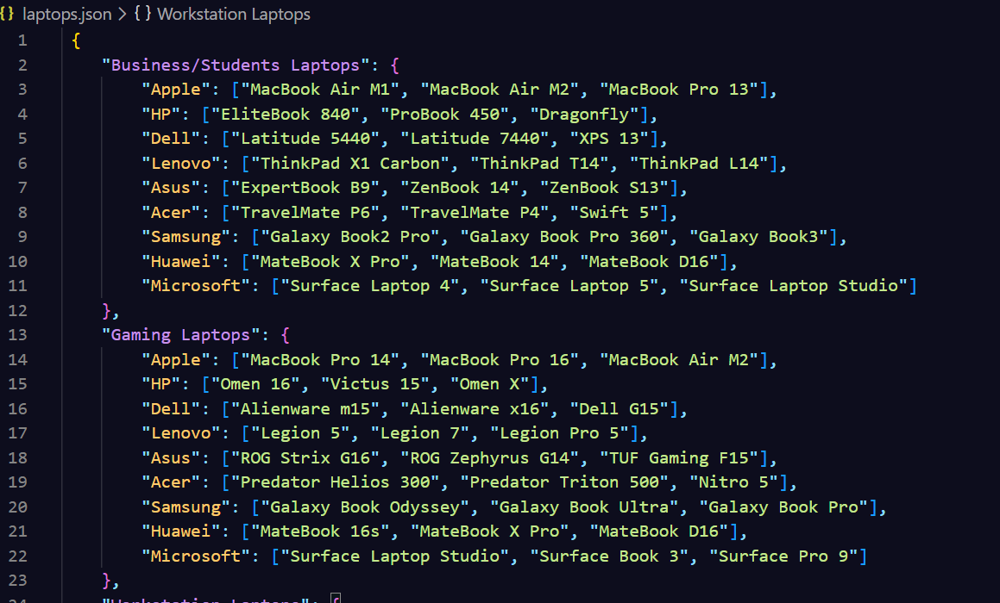 {} laptops.json > { } Workstation Laptops
1 {
2 "Business/Students Laptops": {
3 "Apple": ["MacBook Air M1", "MacBook Air M2", "MacBook Pro 13"],
4 "HP": ["EliteBook 840", "ProBook 450", "Dragonfly"],
5 "Dell": ["Latitude 5440", "Latitude 7440", "XPS 13"],
6 "Lenovo": ["ThinkPad X1 Carbon", "ThinkPad T14", "ThinkPad L14"],
7 "Asus": ["ExpertBook B9", "ZenBook 14", "ZenBook S13"],
8 "Acer": ["TravelMate P6", "TravelMate P4", "Swift 5"],
9 "Samsung": ["Galaxy Book2 Pro", "Galaxy Book Pro 360", "Galaxy Book3"],
10 "Huawei": ["MateBook X Pro", "MateBook 14", "MateBook D16"],
11 "Microsoft": ["Surface Laptop 4", "Surface Laptop 5", "Surface Laptop Studio"]
12 },
13 "Gaming Laptops": {
14 "Apple": ["MacBook Pro 14", "MacBook Pro 16", "MacBook Air M2"],
15 "HP": ["Omen 16", "Victus 15", "Omen X"],
16 "Dell": ["Alienware m15", "Alienware x16", "Dell G15"],
17 "Lenovo": ["Legion 5", "Legion 7", "Legion Pro 5"],
18 "Asus": ["ROG Strix G16", "ROG Zephyrus G14", "TUF Gaming F15"],
19 "Acer": ["Predator Helios 300", "Predator Triton 500", "Nitro 5"],
20 "Samsung": ["Galaxy Book Odyssey", "Galaxy Book Ultra", "Galaxy Book Pro"],
21 "Huawei": ["MateBook 16s", "MateBook X Pro", "MateBook D16"],
22 "Microsoft": ["Surface Laptop Studio", "Surface Book 3", "Surface Pro 9"]
23 },
24 "Workstation Laptops": {